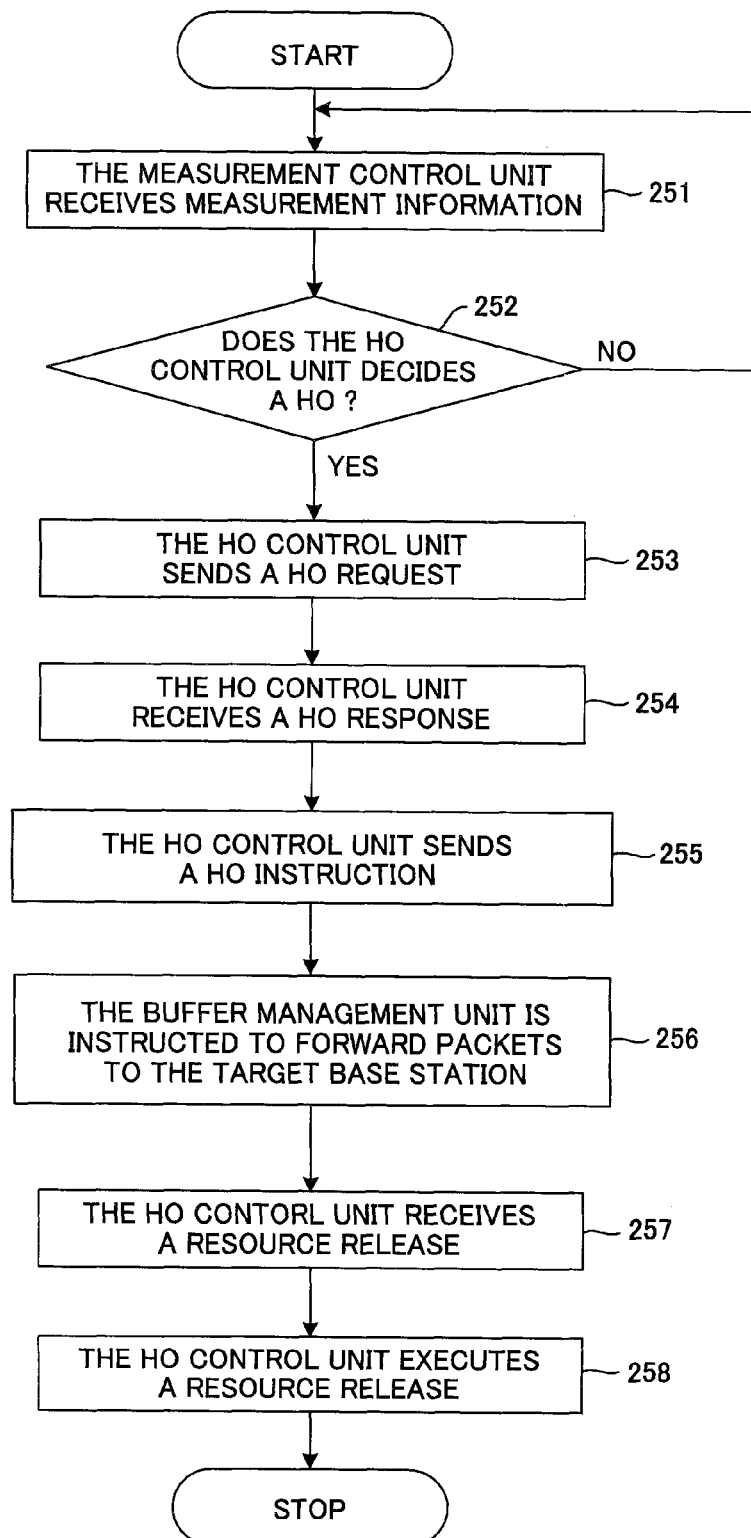 START
THE MEASUREMENT CONTROL UNIT
RECEIVES MEASUREMENT INFORMATION
251
252
DOES THE HO
CONTROL UNIT DECIDES
A HO ?
NO
YES
THE HO CONTROL UNIT
SENDS A HO REQUEST
253
THE HO CONTROL UNIT
RECEIVES A HO RESPONSE
254
THE HO CONTROL UNIT SENDS
A HO INSTRUCTION
255
THE BUFFER MANAGEMENT UNIT IS
INSTRUCTED TO FORWARD PACKETS
TO THE TARGET BASE STATION
256
THE HO CONTORL UNIT RECEIVES
A RESOURCE RELEASE
257
THE HO CONTROL UNIT EXECUTES
A RESOURCE RELEASE
258
STOP